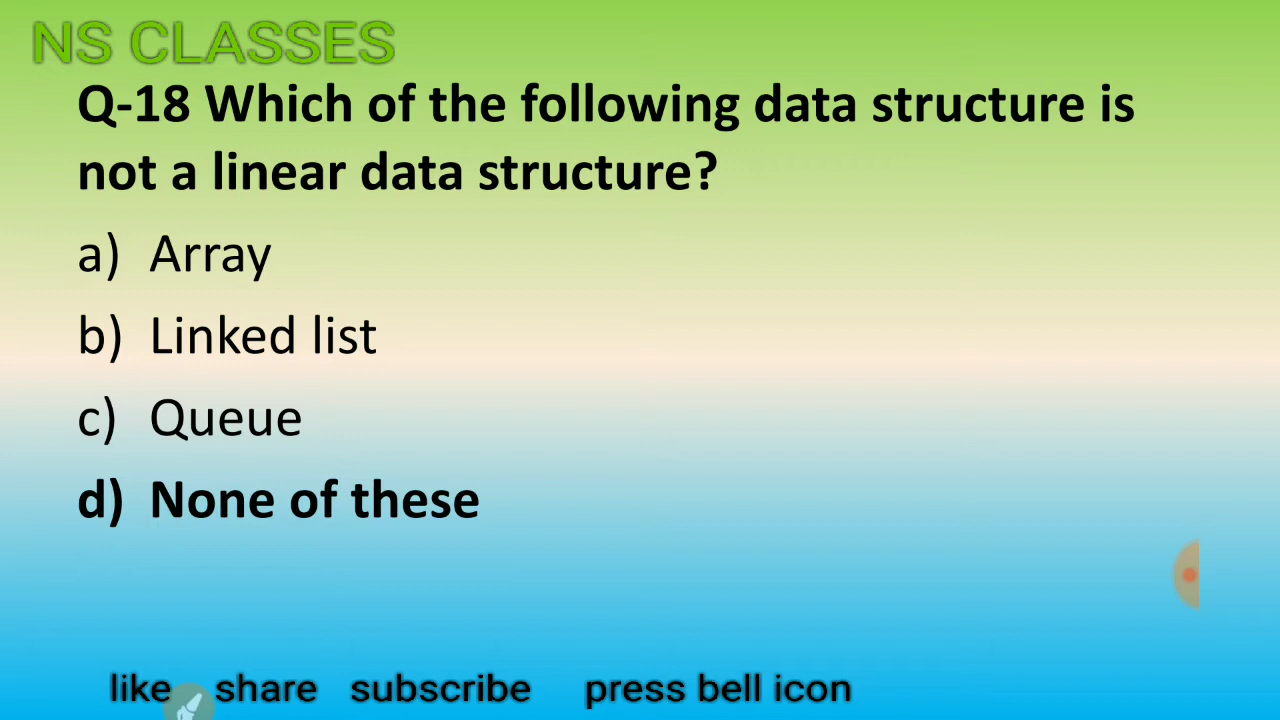 NS CLASSES
Q-18 Which of the following data structure is
not a linear data structure?
a) Array
b) Linked list
c) Queue
d) None of these
like share subscribe press bell icon